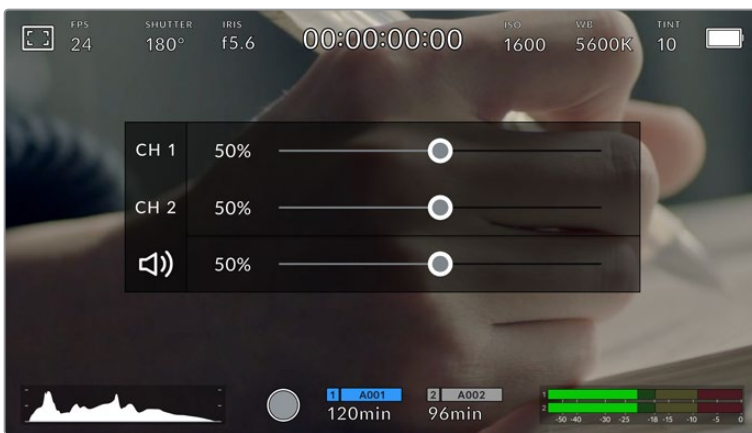 FPS SHUTTER IRIS ISO WB TINT
24 180° f5.6 00:00:00:00 1600 5600K 10
CH 1 50%
CH 2 50%
50%
1 A001 2 A002
120min 96min
1
2
-50 -40 -30 -25 -18 -15 -10 -5 0